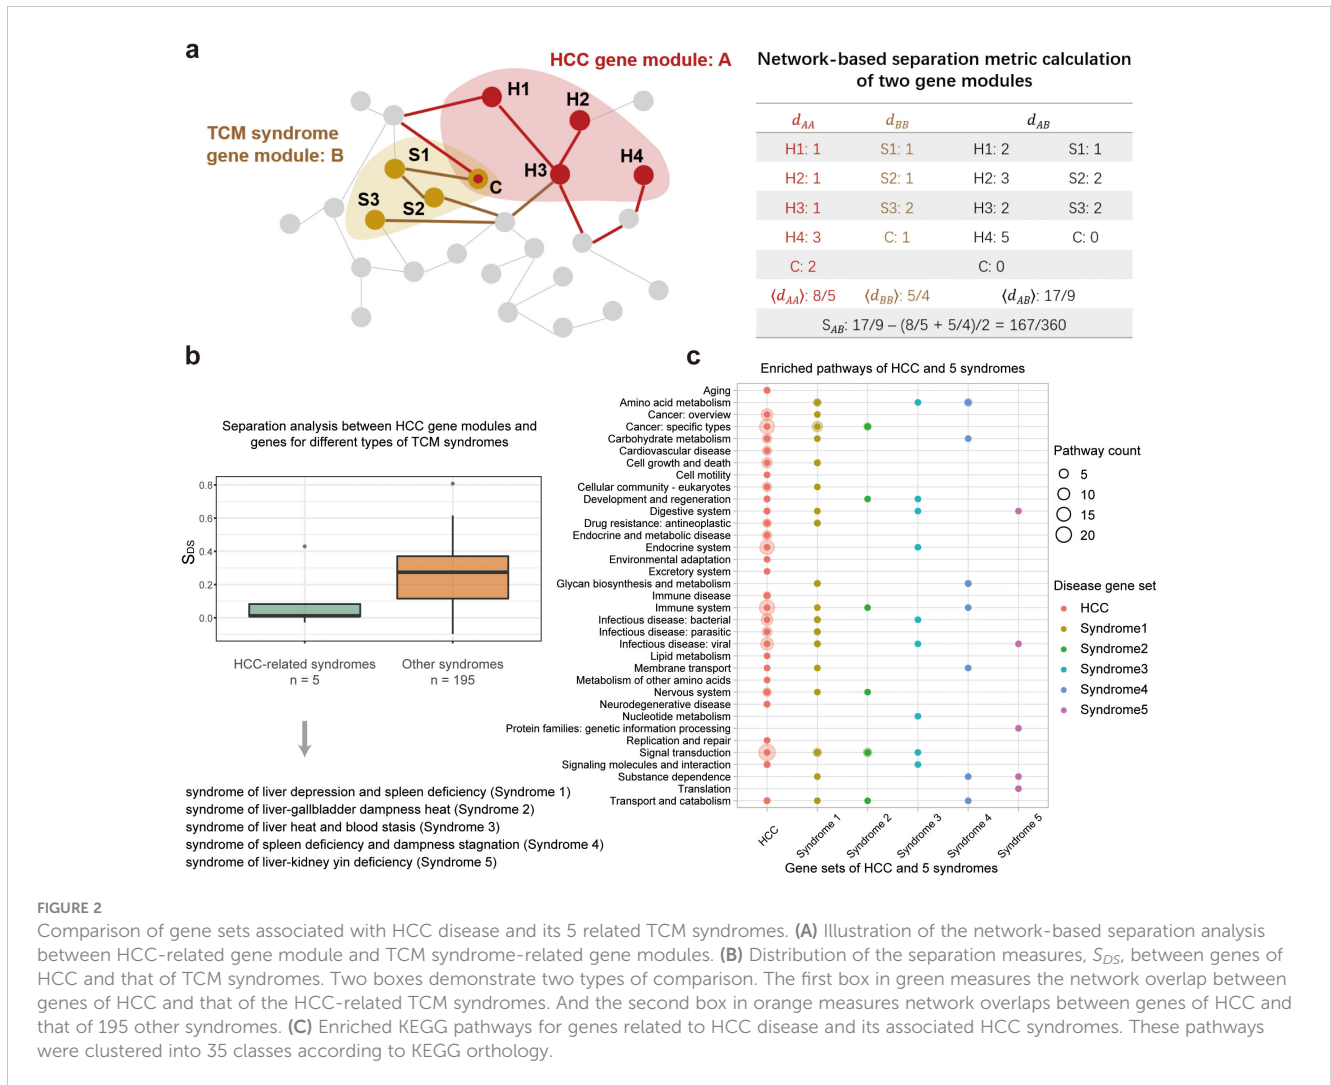 a
HCC gene module: A
TCM syndrome
gene module: B
H1
H2
H3
H4
S1
S2
S3
C
Network-based separation metric calculation
of two gene modules
d_AA d_BB d_AB
H1: 1 S1: 1 H1: 2 S1: 1
H2: 1 S2: 1 H2: 3 S2: 2
H3: 1 S3: 2 H3: 2 S3: 2
H4: 3 C: 1 H4: 5 C: 0
C: 2 C: 0
⟨d_AA⟩: 8/5 ⟨d_BB⟩: 5/4 ⟨d_AB⟩: 17/9
S_AB: 17/9 – (8/5 + 5/4)/2 = 167/360
b
Separation analysis between HCC gene modules and
genes for different types of TCM syndromes
S_DS
0.8
0.6
0.4
0.2
0.0
HCC-related syndromes
n = 5
Other syndromes
n = 195
syndrome of liver depression and spleen deficiency (Syndrome 1)
syndrome of liver-gallbladder dampness heat (Syndrome 2)
syndrome of liver heat and blood stasis (Syndrome 3)
syndrome of spleen deficiency and dampness stagnation (Syndrome 4)
syndrome of liver-kidney yin deficiency (Syndrome 5)
c
Enriched pathways of HCC and 5 syndromes
Aging
Amino acid metabolism
Cancer: overview
Cancer: specific types
Carbohydrate metabolism
Cardiovascular disease
Cell growth and death
Cell motility
Cellular community - eukaryotes
Development and regeneration
Digestive system
Drug resistance: antineoplastic
Endocrine and metabolic disease
Endocrine system
Environmental adaptation
Excretory system
Glycan biosynthesis and metabolism
Immune disease
Immune system
Infectious disease: bacterial
Infectious disease: parasitic
Infectious disease: viral
Lipid metabolism
Membrane transport
Metabolism of other amino acids
Nervous system
Neurodegenerative disease
Nucleotide metabolism
Protein families: genetic information processing
Replication and repair
Signal transduction
Signaling molecules and interaction
Substance dependence
Translation
Transport and catabolism
HCC
Syndrome 1
Syndrome 2
Syndrome 3
Syndrome 4
Syndrome 5
Gene sets of HCC and 5 syndromes
Pathway count
5
10
15
20
Disease gene set
HCC
Syndrome1
Syndrome2
Syndrome3
Syndrome4
Syndrome5
FIGURE 2
Comparison of gene sets associated with HCC disease and its 5 related TCM syndromes. (A) Illustration of the network-based separation analysis
between HCC-related gene module and TCM syndrome-related gene modules. (B) Distribution of the separation measures, S_DS, between genes of
HCC and that of TCM syndromes. Two boxes demonstrate two types of comparison. The first box in green measures the network overlap between
genes of HCC and that of the HCC-related TCM syndromes. And the second box in orange measures network overlaps between genes of HCC and
that of 195 other syndromes. (C) Enriched KEGG pathways for genes related to HCC disease and its associated HCC syndromes. These pathways
were clustered into 35 classes according to KEGG orthology.